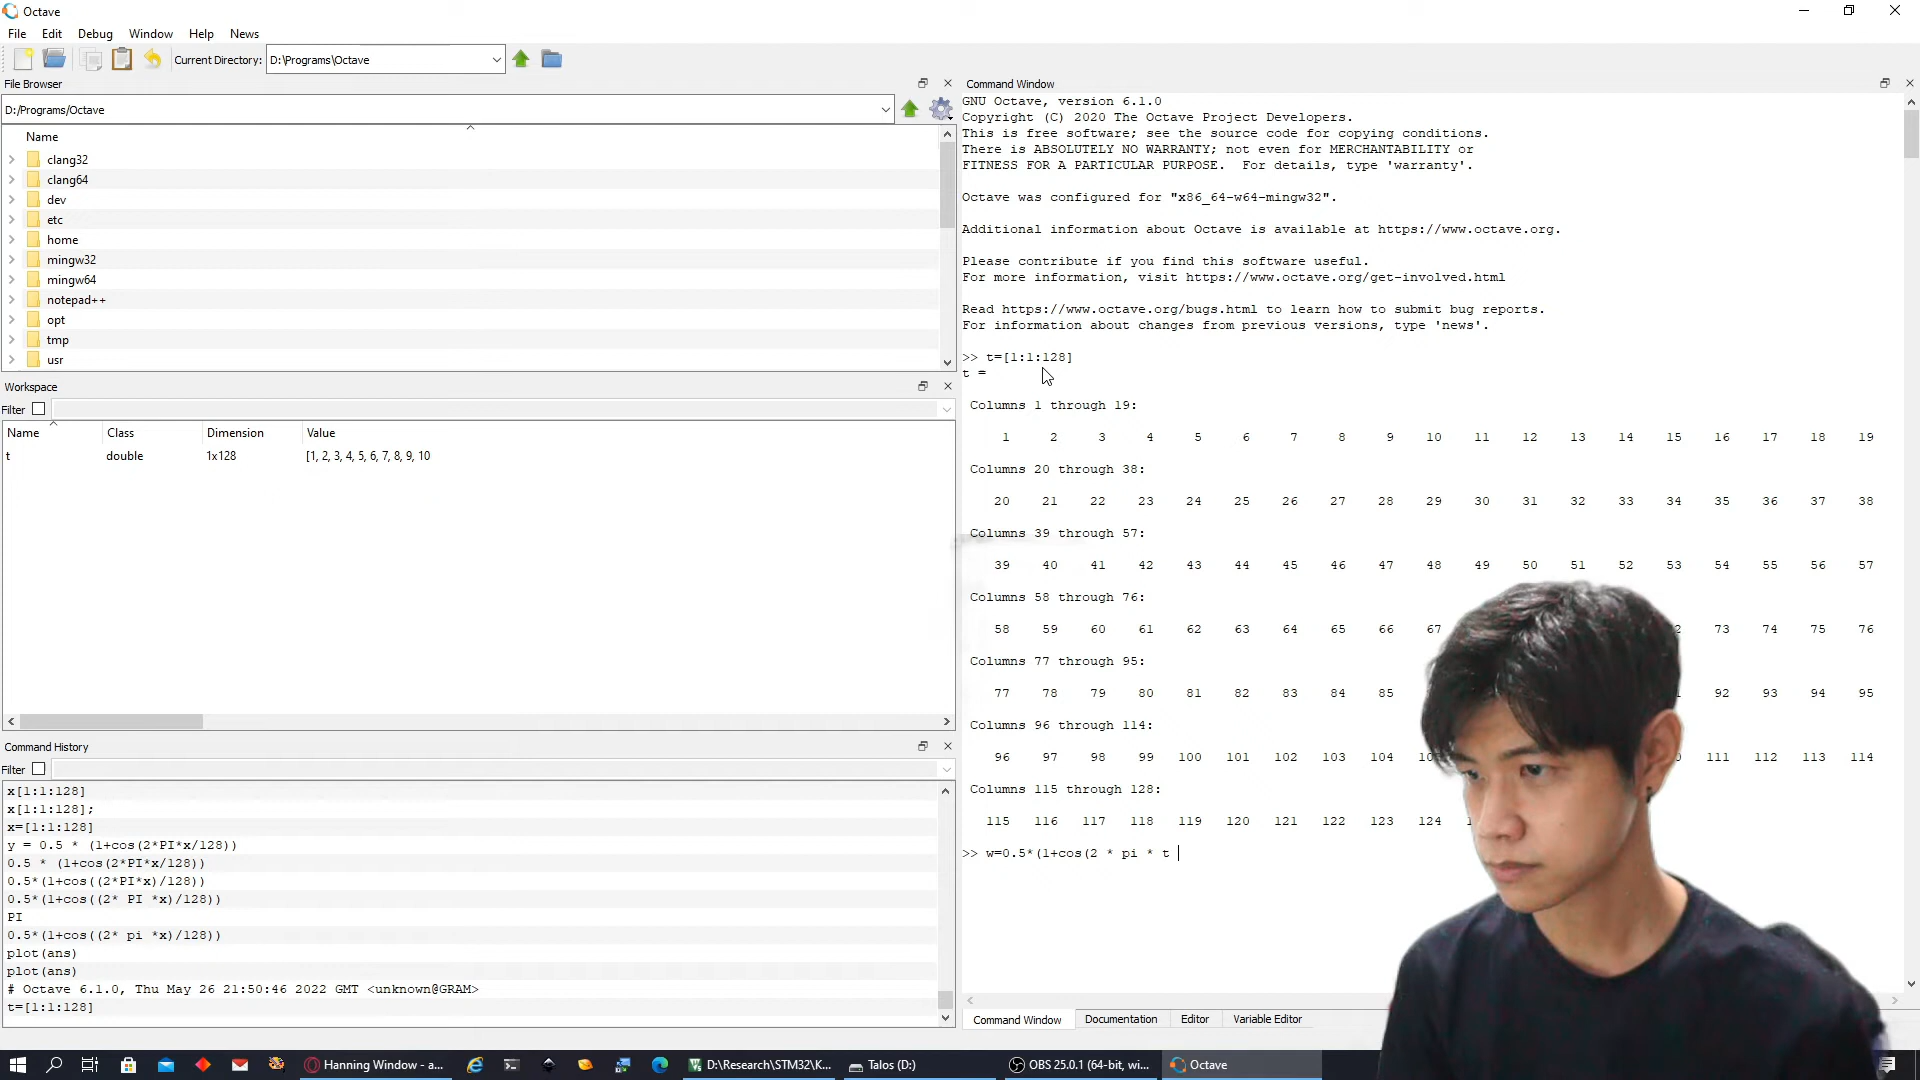 Octave
File Edit Debug Window Help News
Current Directory: D:\Programs\Octave
File Browser
D:/Programs/Octave
Name
clang32
clang64
dev
etc
home
mingw32
mingw64
notepad++
opt
tmp
usr
Workspace
Filter
Name Class Dimension Value
t double 1x128 [1, 2, 3, 4, 5, 6, 7, 8, 9, 10
Command History
Filter
x[1:1:128]
x[1:1:128];
x=[1:1:128]
y = 0.5 * (1+cos(2*PI*x/128))
0.5 * (1+cos(2*PI*x/128))
0.5*(1+cos((2*PI*x)/128))
0.5*(1+cos((2* PI *x)/128))
PI
0.5*(1+cos((2* pi *x)/128))
plot(ans)
plot(ans)
# Octave 6.1.0, Thu May 26 21:50:46 2022 GMT <unknown@GRAM>
t=[1:1:128]
Command Window
GNU Octave, version 6.1.0
Copyright (C) 2020 The Octave Project Developers.
This is free software; see the source code for copying conditions.
There is ABSOLUTELY NO WARRANTY; not even for MERCHANTABILITY or
FITNESS FOR A PARTICULAR PURPOSE. For details, type 'warranty'.
Octave was configured for "x86_64-w64-mingw32".
Additional information about Octave is available at https://www.octave.org.
Please contribute if you find this software useful.
For more information, visit https://www.octave.org/get-involved.html
Read https://www.octave.org/bugs.html to learn how to submit bug reports.
For information about changes from previous versions, type 'news'.
>> t=[1:1:128]
t =
Columns 1 through 19:
1 2 3 4 5 6 7 8 9 10 11 12 13 14 15 16 17 18 19
Columns 20 through 38:
20 21 22 23 24 25 26 27 28 29 30 31 32 33 34 35 36 37 38
Columns 39 through 57:
39 40 41 42 43 44 45 46 47 48 49 50 51 52 53 54 55 56 57
Columns 58 through 76:
58 59 60 61 62 63 64 65 66 67 73 74 75 76
Columns 77 through 95:
77 78 79 80 81 82 83 84 85 92 93 94 95
Columns 96 through 114:
96 97 98 99 100 101 102 103 104 111 112 113 114
Columns 115 through 128:
115 116 117 118 119 120 121 122 123 124
>> w=0.5*(1+cos(2 * pi * t
Command Window Documentation Editor Variable Editor
Hanning Window - a... D:\Research\STM32\K... Talos (D:) OBS 25.0.1 (64-bit, wi... Octave